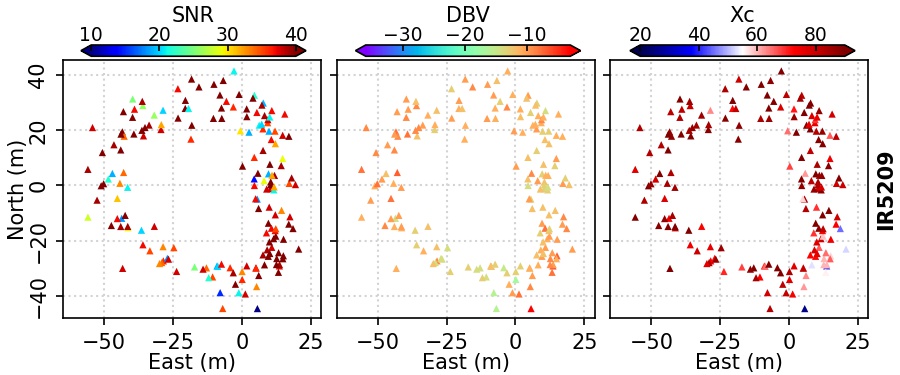 SNR DBV Xc
10 20 30 40 −30 −20 −10 20 40 60 80
40
20
0
−20
−40
North (m)
IR5209
−50 −25 0 25 −50 −25 0 25 −50 −25 0 25
East (m) East (m) East (m)